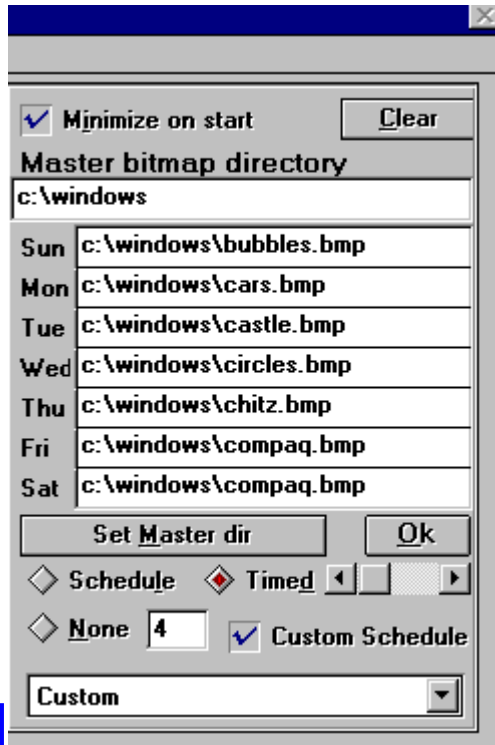 Minimize on start Clear
Master bitmap directory
c:\windows
Sun c:\windows\bubbles.bmp
Mon c:\windows\cars.bmp
Tue c:\windows\castle.bmp
Wed c:\windows\circles.bmp
Thu c:\windows\chitz.bmp
Fri c:\windows\compaq.bmp
Sat c:\windows\compaq.bmp
Set Master dir Ok
Schedule Timed
None 4 Custom Schedule
Custom